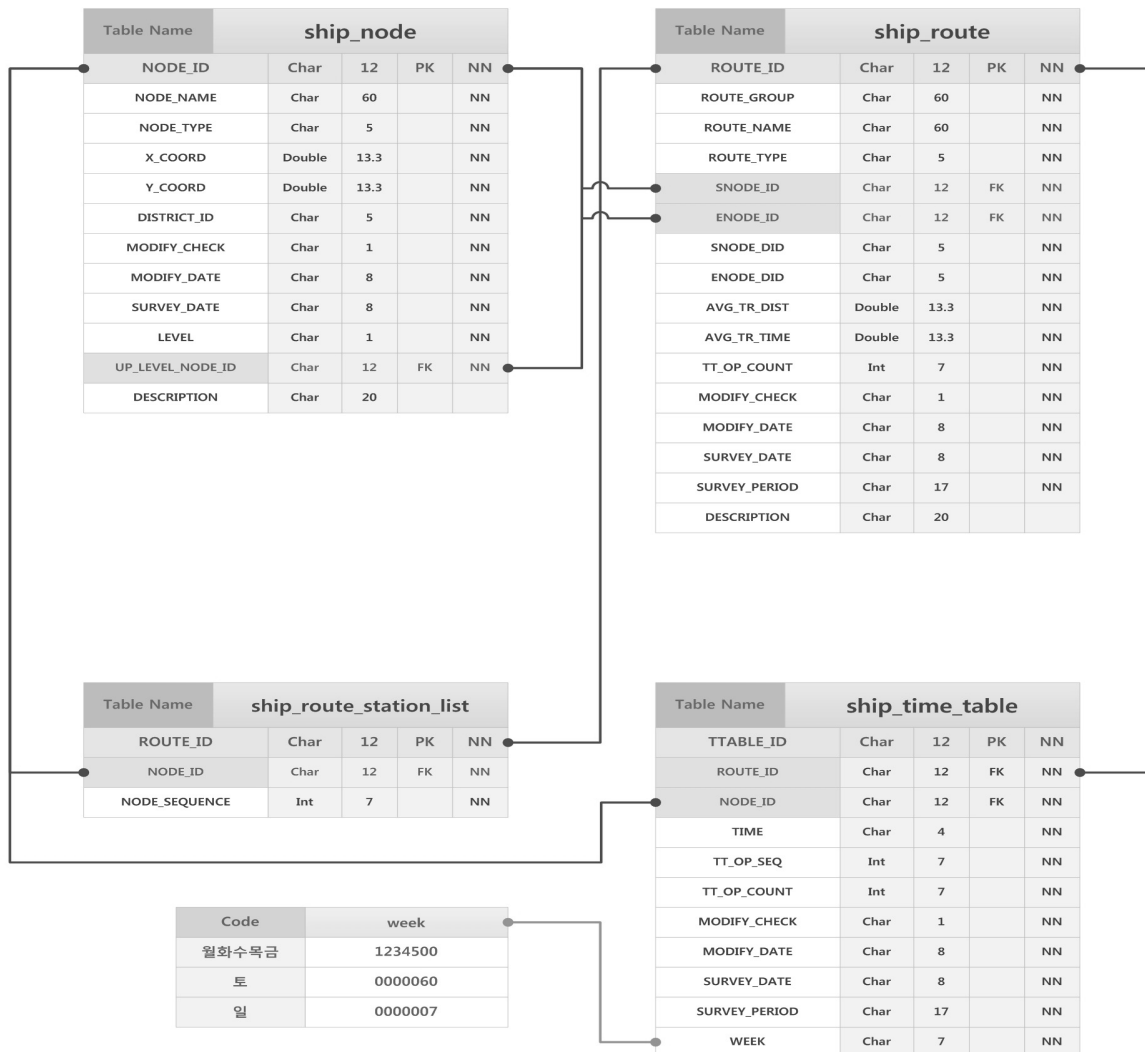 Table Name ship_node
NODE_ID Char 12 PK NN
NODE_NAME Char 60 NN
NODE_TYPE Char 5 NN
X_COORD Double 13.3 NN
Y_COORD Double 13.3 NN
DISTRICT_ID Char 5 NN
MODIFY_CHECK Char 1 NN
MODIFY_DATE Char 8 NN
SURVEY_DATE Char 8 NN
LEVEL Char 1 NN
UP_LEVEL_NODE_ID Char 12 FK NN
DESCRIPTION Char 20
Table Name ship_route
ROUTE_ID Char 12 PK NN
ROUTE_GROUP Char 60 NN
ROUTE_NAME Char 60 NN
ROUTE_TYPE Char 5 NN
SNODE_ID Char 12 FK NN
ENODE_ID Char 12 FK NN
SNODE_DID Char 5 NN
ENODE_DID Char 5 NN
AVG_TR_DIST Double 13.3 NN
AVG_TR_TIME Double 13.3 NN
TT_OP_COUNT Int 7 NN
MODIFY_CHECK Char 1 NN
MODIFY_DATE Char 8 NN
SURVEY_DATE Char 8 NN
SURVEY_PERIOD Char 17 NN
DESCRIPTION Char 20
Table Name ship_route_station_list
ROUTE_ID Char 12 PK NN
NODE_ID Char 12 FK NN
NODE_SEQUENCE Int 7 NN
Table Name ship_time_table
TTABLE_ID Char 12 PK NN
ROUTE_ID Char 12 FK NN
NODE_ID Char 12 FK NN
TIME Char 4 NN
TT_OP_SEQ Int 7 NN
TT_OP_COUNT Int 7 NN
MODIFY_CHECK Char 1 NN
MODIFY_DATE Char 8 NN
SURVEY_DATE Char 8 NN
SURVEY_PERIOD Char 17 NN
WEEK Char 7 NN
Code week
월화수목금 1234500
토 0000060
일 0000007